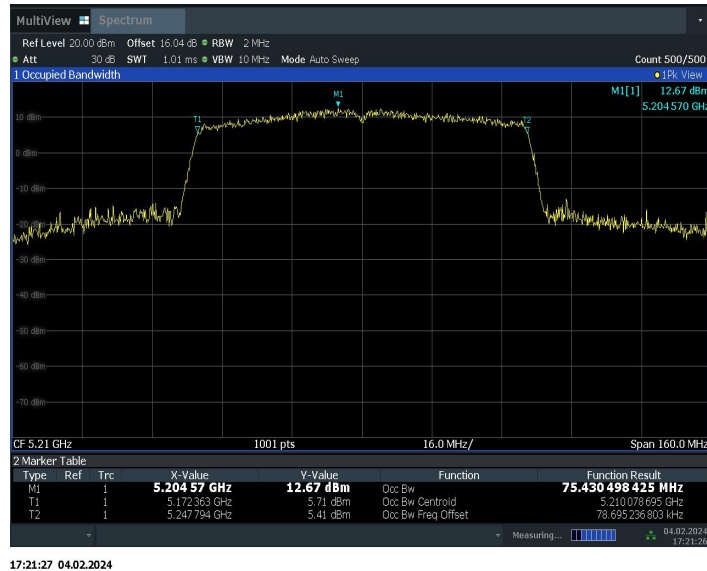 MultiView Spectrum
Ref Level 20.00 dBm Offset 16.04 dB RBW 2 MHz
Att 30 dB SWT 1.01 ms VBW 10 MHz Mode Auto Sweep Count 500/500
1 Occupied Bandwidth 1Pk View
M1[1] 12.67 dBm
5.204 570 GHz
M1
10 dBm
T1
T2
0 dBm
-10 dBm
-20 dBm
-30 dBm
-40 dBm
-50 dBm
-60 dBm
-70 dBm
CF 5.21 GHz 1001 pts 16.0 MHz/ Span 160.0 MHz
2 Marker Table
Type Ref Trc X-Value Y-Value Function Function Result
M1 1 5.204 57 GHz 12.67 dBm Occ Bw 75.430 498 425 MHz
T1 1 5.172 363 GHz 5.71 dBm Occ Bw Centroid 5.210 078 695 GHz
T2 1 5.247 794 GHz 5.41 dBm Occ Bw Freq Offset 78.695 236 803 kHz
Measuring... 04.02.2024
17:21:26
17:21:27 04.02.2024